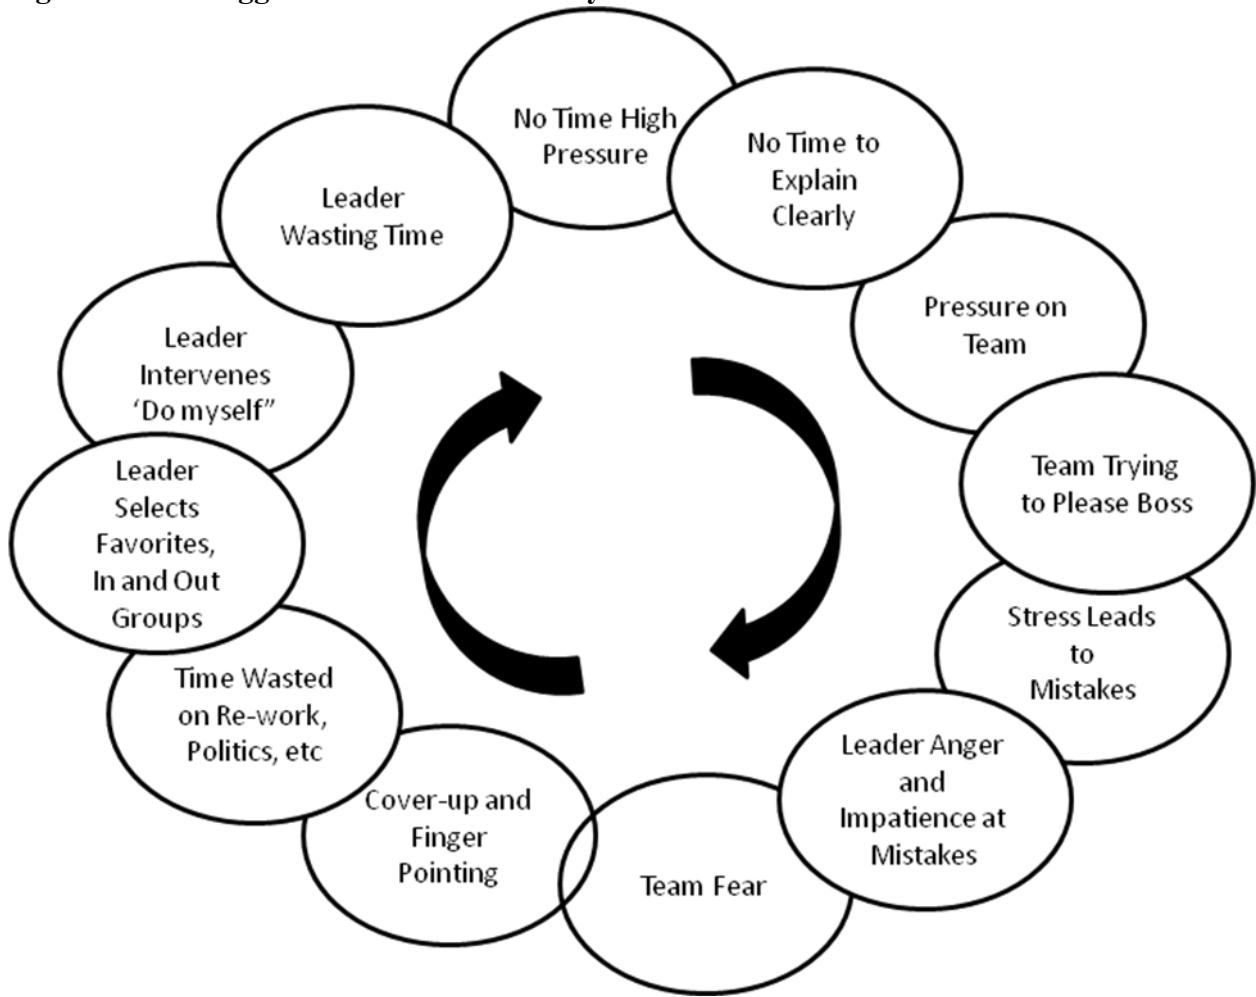 No Time High
Pressure
No Time to
Explain
Clearly
Pressure on
Team
Team Trying
to Please Boss
Stress Leads
to
Mistakes
Leader Anger
and
Impatience at
Mistakes
Team Fear
Cover-up and
Finger
Pointing
Time Wasted
on Re-work,
Politics, etc
Leader
Selects
Favorites,
In and Out
Groups
Leader
Intervenes
‘Do myself”
Leader
Wasting Time